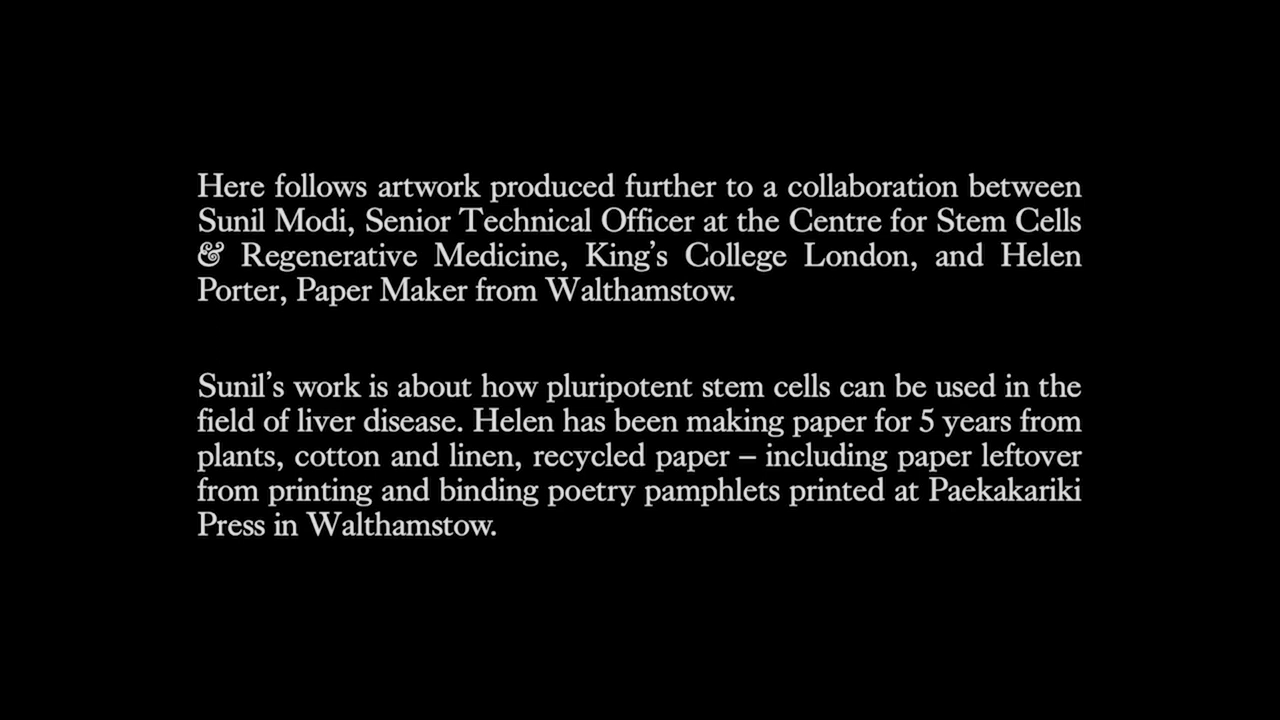 Here follows artwork produced further to a collaboration between
Sunil Modi, Senior Technical Officer at the Centre for Stem Cells
& Regenerative Medicine, King’s College London, and Helen
Porter, Paper Maker from Walthamstow.
Sunil’s work is about how pluripotent stem cells can be used in the
field of liver disease. Helen has been making paper for 5 years from
plants, cotton and linen, recycled paper – including paper leftover
from printing and binding poetry pamphlets printed at Paekakariki
Press in Walthamstow.